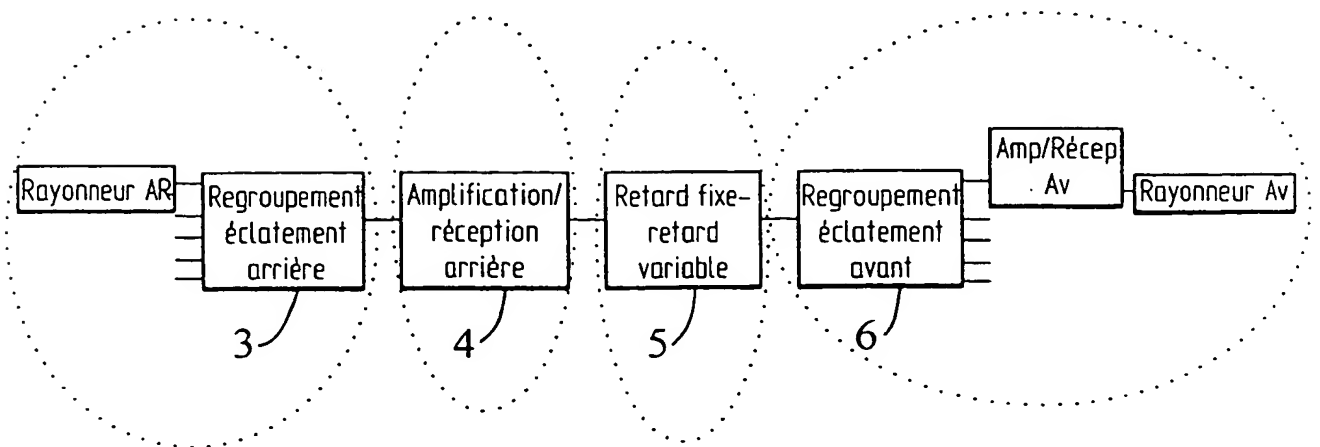 Rayonneur AR
Regroupement
éclatement
arrière
3
Amplification/
réception
arrière
4
Retard fixe-
retard
variable
5
Regroupement
éclatement
avant
6
Amp/Récep
Av
Rayonneur Av